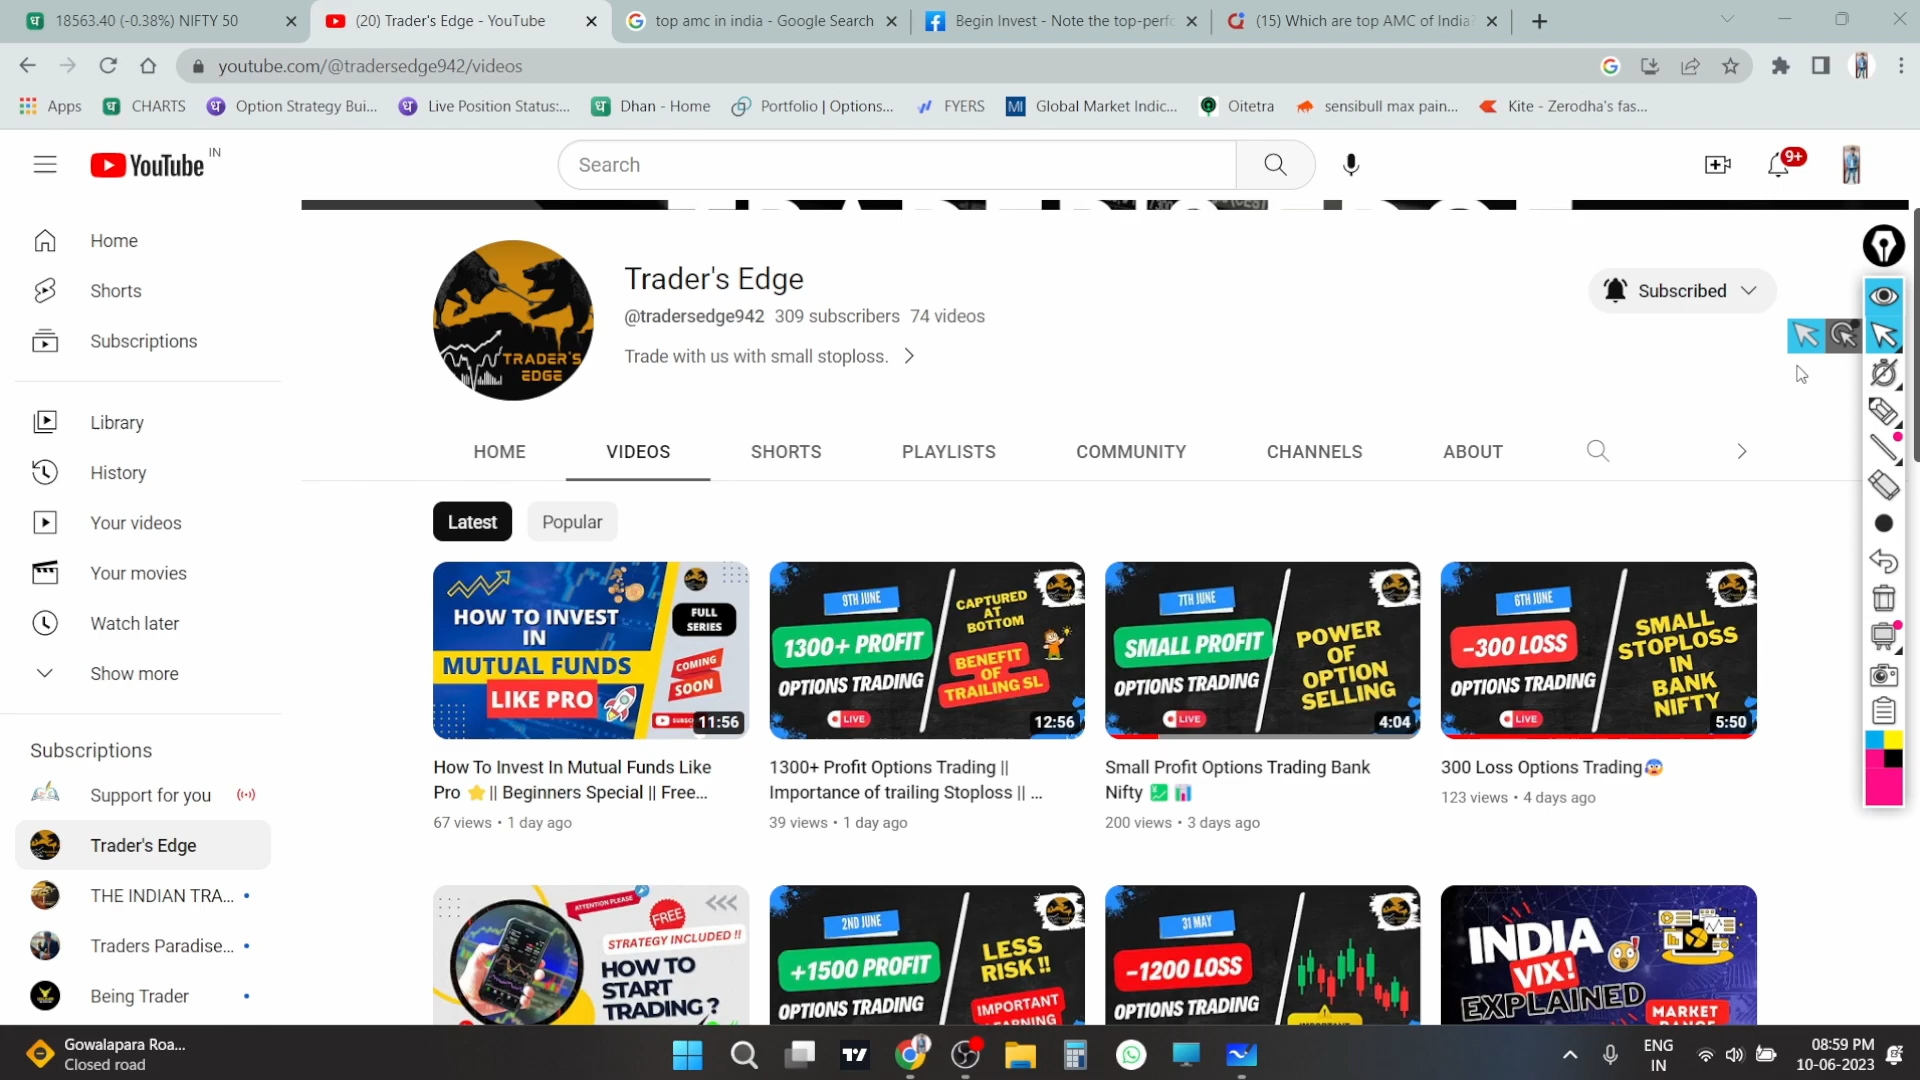 18563.40 (-0.38%) NIFTY 50
(20) Trader's Edge - YouTube
top amc in india - Google Search
Begin Invest - Note the top-perfo
(15) Which are top AMC of India?
youtube.com/@tradersedge942/videos
Apps
CHARTS
Option Strategy Bui...
Live Position Status:...
Dhan - Home
Portfolio | Options...
FYERS
MI
Global Market Indic...
Oitetra
sensibull max pain...
Kite - Zerodha's fas...
YouTube IN
Search
9+
Home
Shorts
Subscriptions
Library
History
Your videos
Your movies
Watch later
Show more
Subscriptions
Support for you
Trader's Edge
THE INDIAN TRA...
Traders Paradise...
Being Trader
TRADER'S
EDGE
Trader's Edge
@tradersedge942 309 subscribers 74 videos
Trade with us with small stoploss.
Subscribed
HOME
VIDEOS
SHORTS
PLAYLISTS
COMMUNITY
CHANNELS
ABOUT
Latest
Popular
HOW TO INVEST
IN
MUTUAL FUNDS
LIKE PRO
FULL
SERIES
COMING
SOON
11:56
How To Invest In Mutual Funds Like
Pro ⭐ || Beginners Special || Free...
67 views • 1 day ago
9TH JUNE
1300+ PROFIT
OPTIONS TRADING
LIVE
CAPTURED
AT
BOTTOM
BENEFIT
OF
TRAILING SL
12:56
1300+ Profit Options Trading ||
Importance of trailing Stoploss || ...
39 views • 1 day ago
7TH JUNE
SMALL PROFIT
OPTIONS TRADING
LIVE
POWER
OF
OPTION
SELLING
4:04
Small Profit Options Trading Bank
Nifty 💹 📊
200 views • 3 days ago
6TH JUNE
-300 LOSS
OPTIONS TRADING
LIVE
SMALL
STOPLOSS
IN
BANK
NIFTY
5:50
300 Loss Options Trading😰
123 views • 4 days ago
ATTENTION PLEASE
FREE
STRATEGY INCLUDED !!
HOW TO
START
TRADING ?
2ND JUNE
+1500 PROFIT
OPTIONS TRADING
LESS
RISK !!
IMPORTANT
LEARNING
31 MAY
-1200 LOSS
OPTIONS TRADING
INDIA
VIX!
EXPLAINED
MARKET
RANGE
Gowalapara Roa...
Closed road
ENG
IN
08:59 PM
10-06-2023